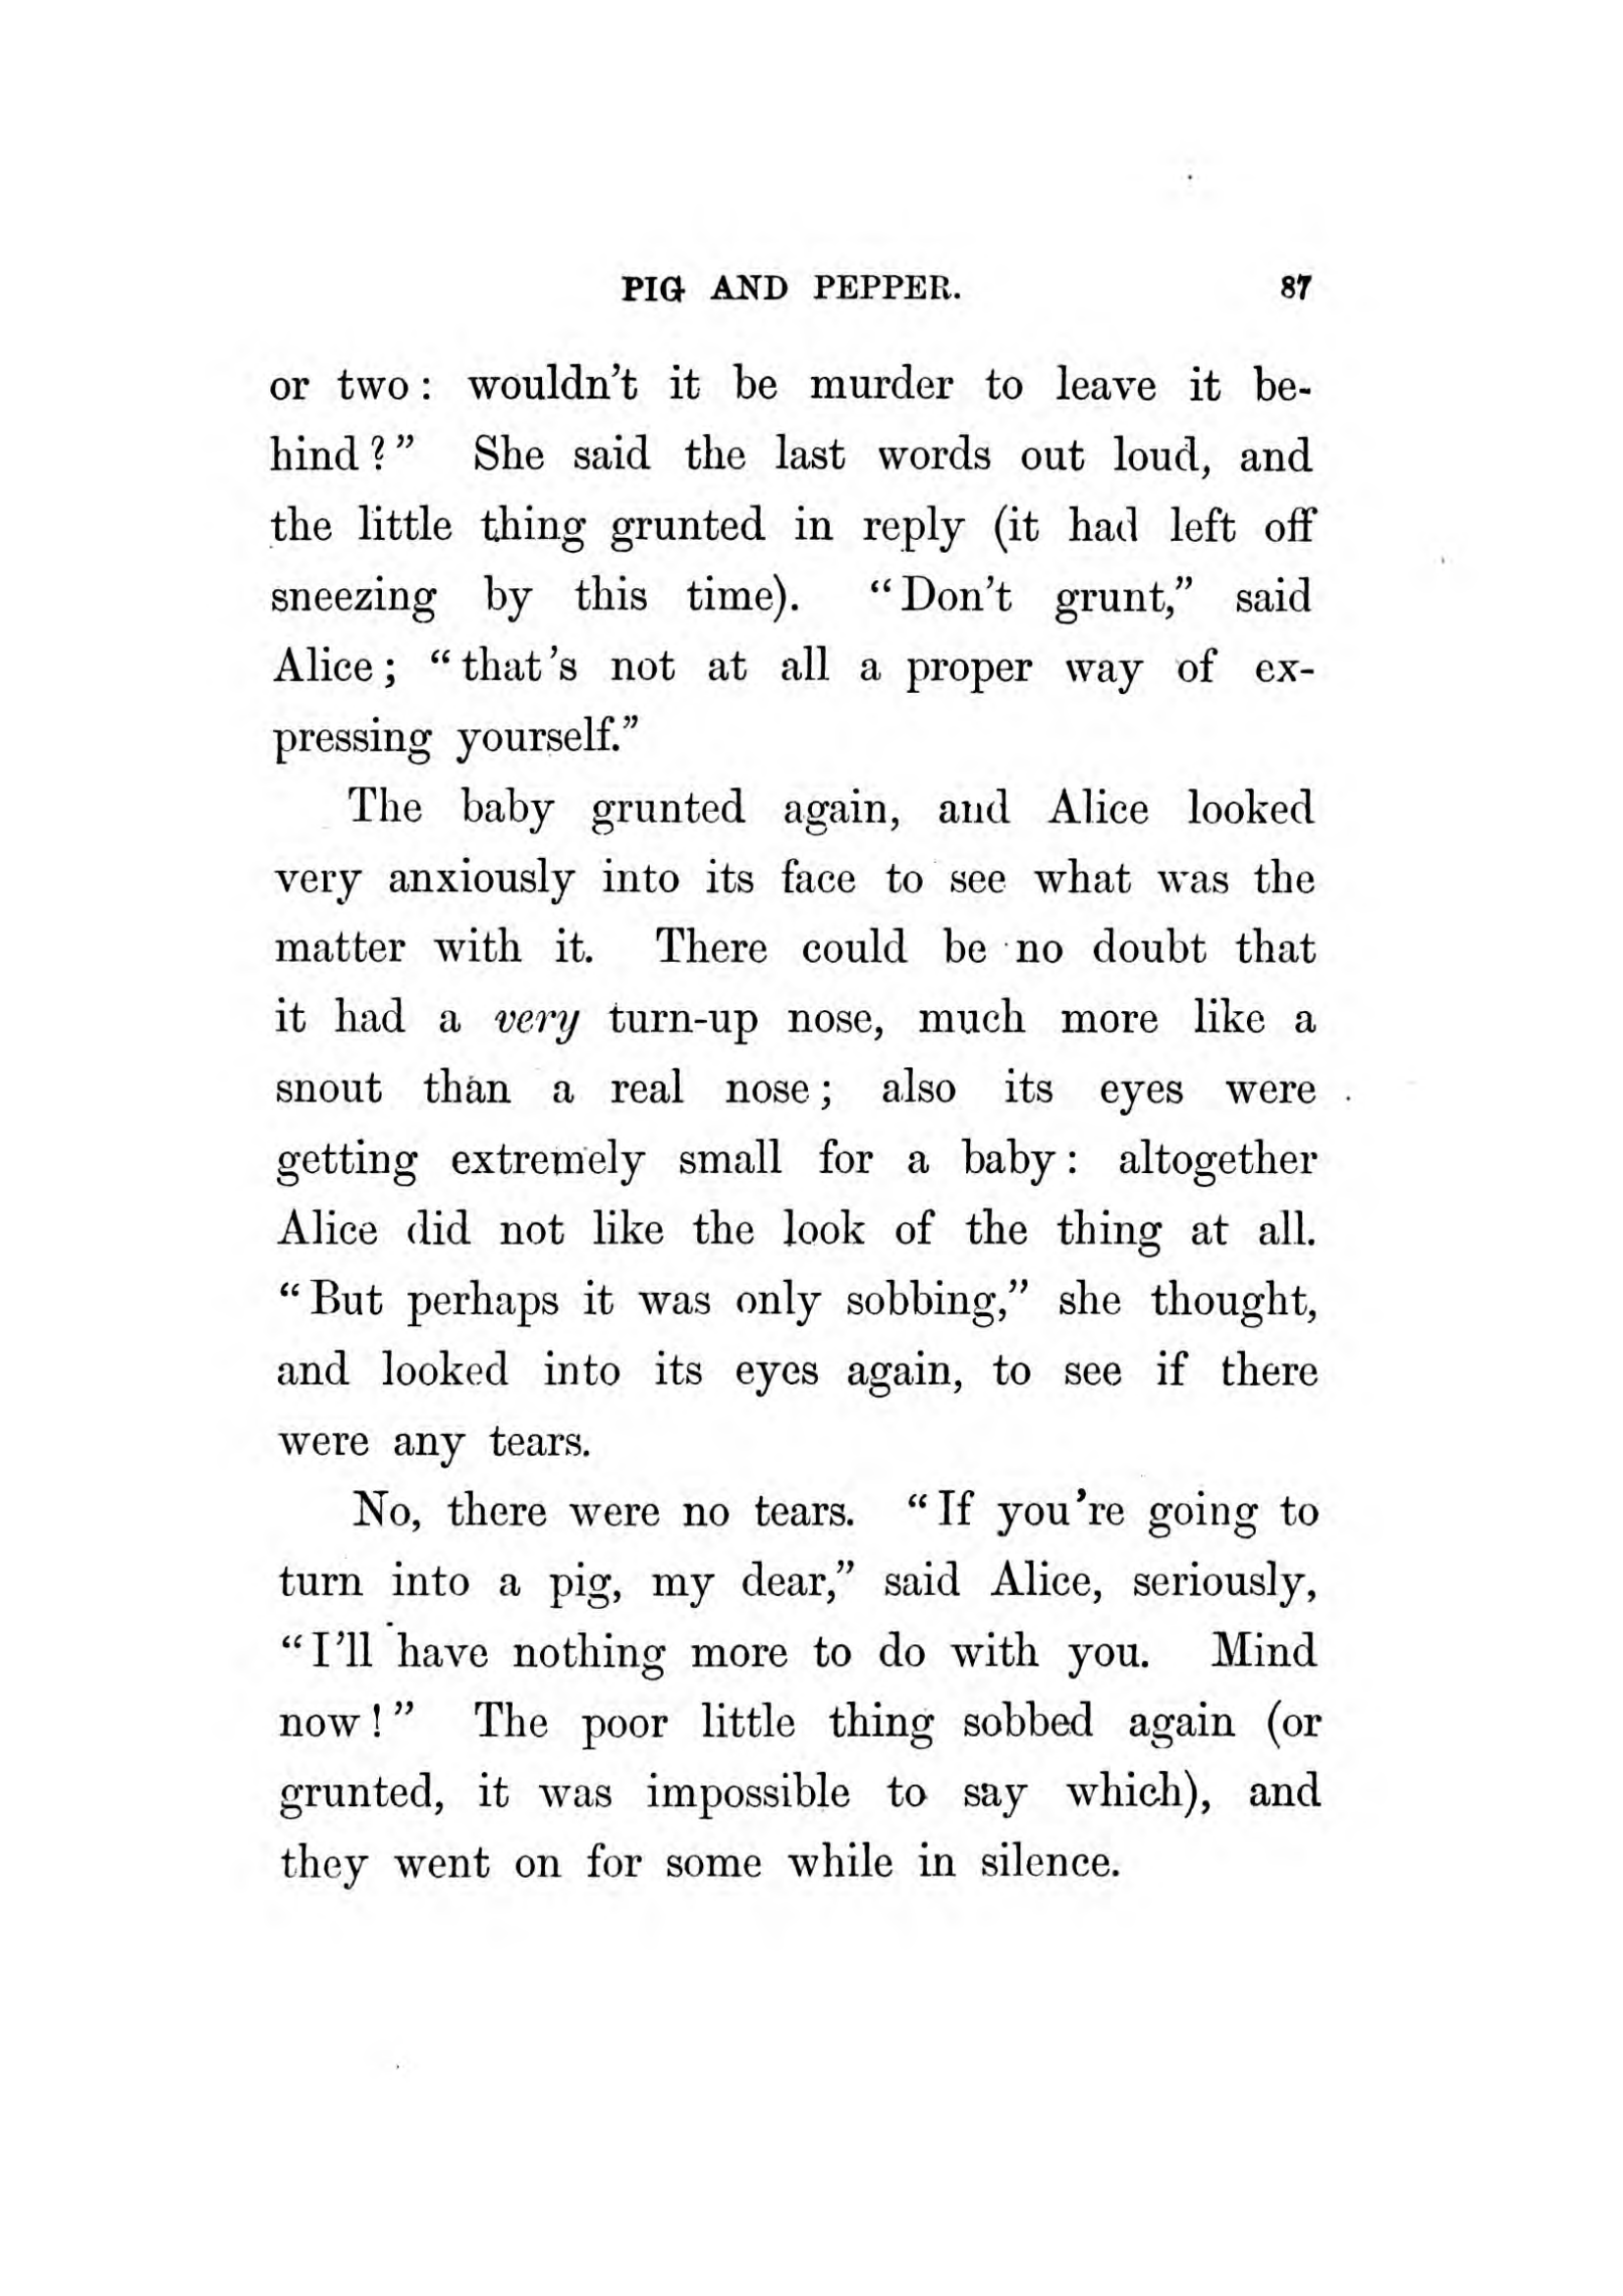 PIG AND PEPPER. 87
or two: wouldn't it be murder to leave it be-
hind?” She said the last words out loud, and
the little thing grunted in reply (it had left off
sneezing by this time). “Don't grunt,” said
Alice; “that's not at all a proper way of ex-
pressing yourself.”
The baby grunted again, and Alice looked
very anxiously into its face to see what was the
matter with it. There could be no doubt that
it had a very turn-up nose, much more like a
snout than a real nose; also its eyes were
getting extremely small for a baby: altogether
Alice did not like the look of the thing at all.
“But perhaps it was only sobbing,” she thought,
and looked into its eyes again, to see if there
were any tears.
No, there were no tears. “If you're going to
turn into a pig, my dear,” said Alice, seriously,
“I'll have nothing more to do with you. Mind
now!” The poor little thing sobbed again (or
grunted, it was impossible to say which), and
they went on for some while in silence.